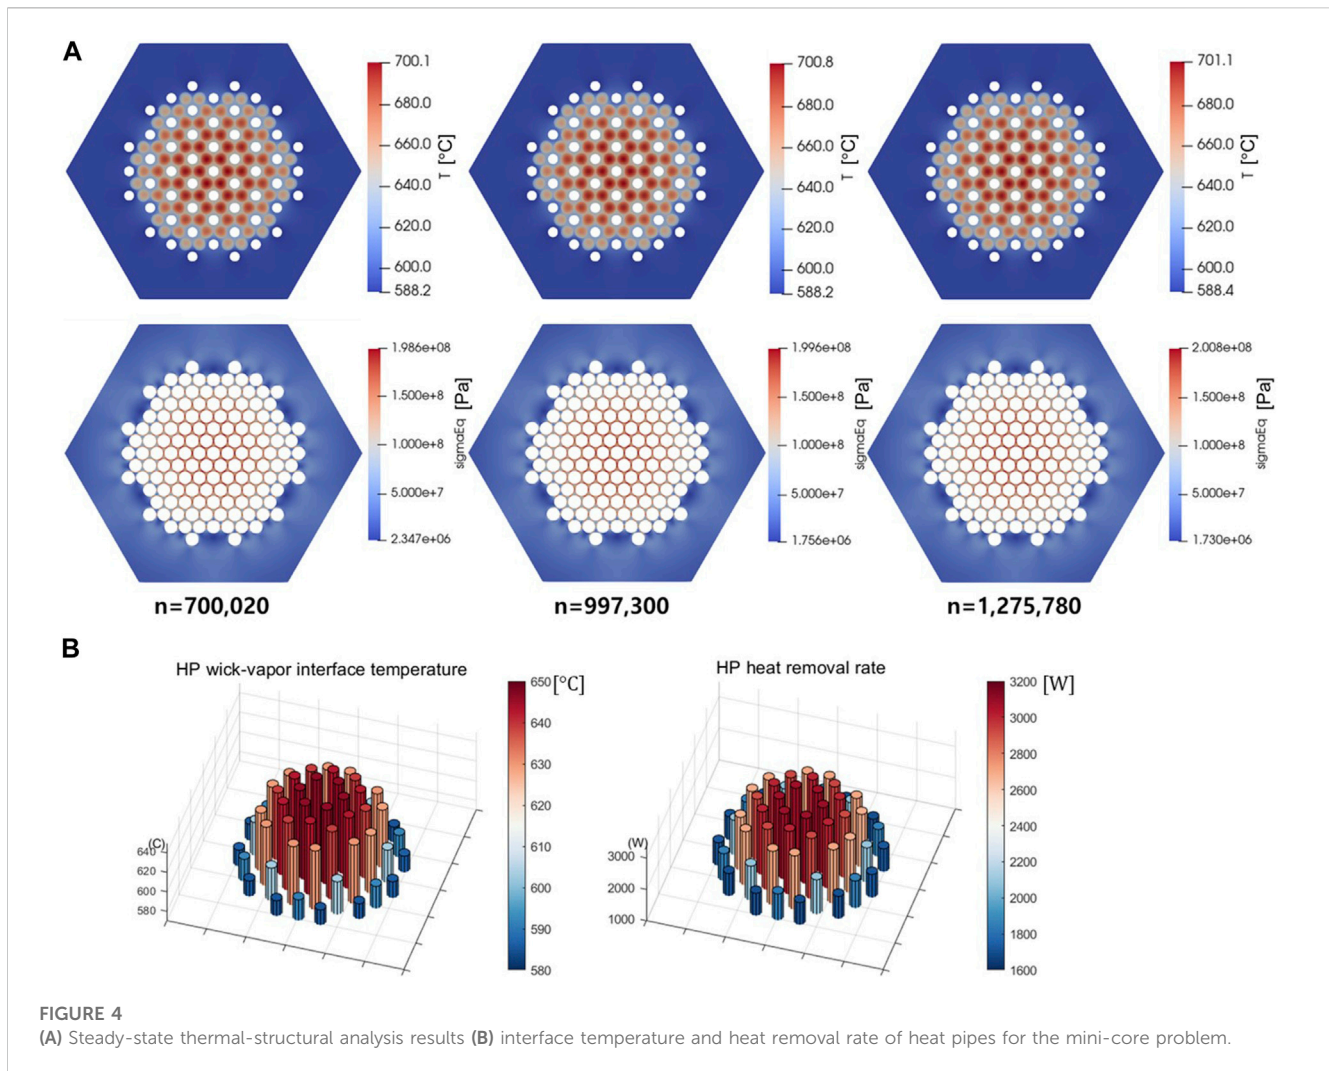 A
700.1
680.0
660.0
640.0
620.0
600.0
588.2
T [°C]
700.8
680.0
660.0
640.0
620.0
600.0
588.2
T [°C]
701.1
680.0
660.0
640.0
620.0
600.0
588.4
T [°C]
1.986e+08
1.500e+8
1.000e+8
5.000e+7
2.347e+06
sigmaEq [Pa]
1.996e+08
1.500e+8
1.000e+8
5.000e+7
1.756e+06
sigmaEq [Pa]
2.008e+08
1.500e+8
1.000e+8
5.000e+7
1.730e+06
sigmaEq [Pa]
n=700,020
n=997,300
n=1,275,780
B
HP wick-vapor interface temperature
(C)
640
620
600
580
650 [°C]
640
630
620
610
600
590
580
HP heat removal rate
(W)
3000
2000
1000
3200 [W]
3000
2800
2600
2400
2200
2000
1800
1600
FIGURE 4
(A) Steady-state thermal-structural analysis results (B) interface temperature and heat removal rate of heat pipes for the mini-core problem.